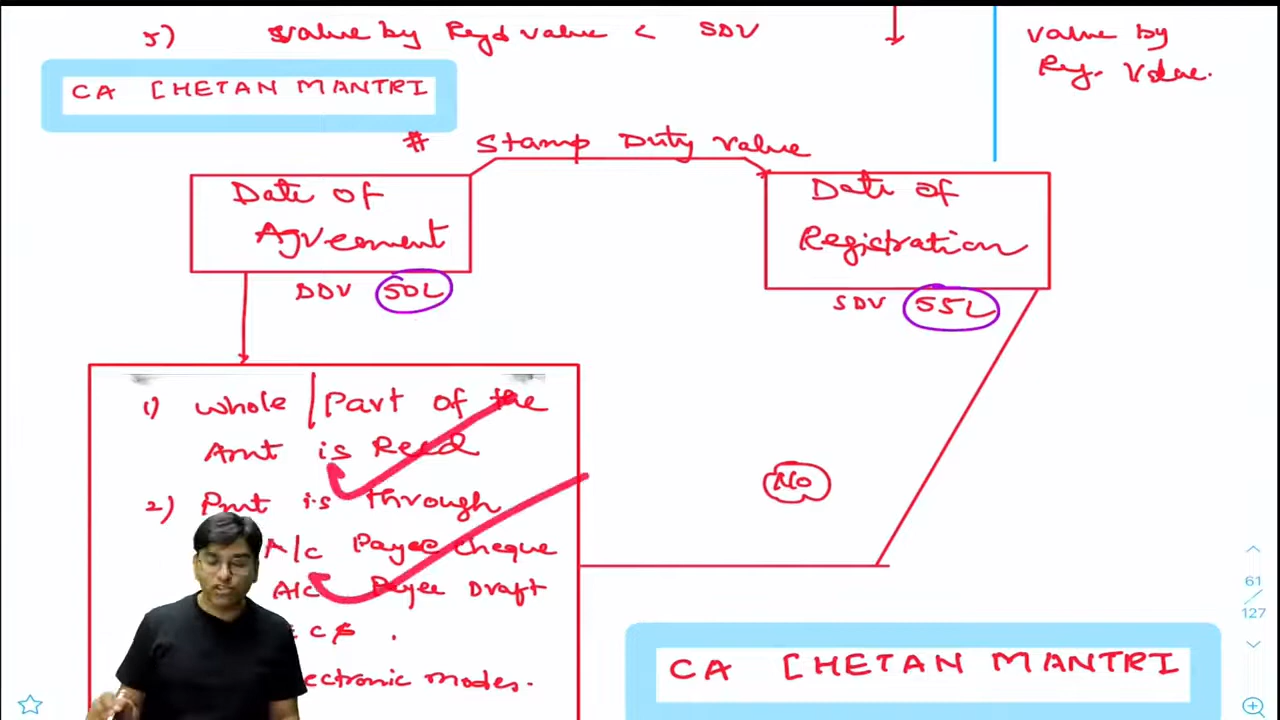 5) value by Regd value < SDV
value by
Reg. Value.
CA CHETAN MANTRI
# Stamp Duty Value
Date of
Agreement
Date of
Registration
DDV 50L
SDV 55L
1) whole / Part of the
Amt is Recd
2) Pmt is through
A/c Payee cheque
A/c Payee Draft
ECS .
ectronic modes.
No
CA CHETAN MANTRI
61
127